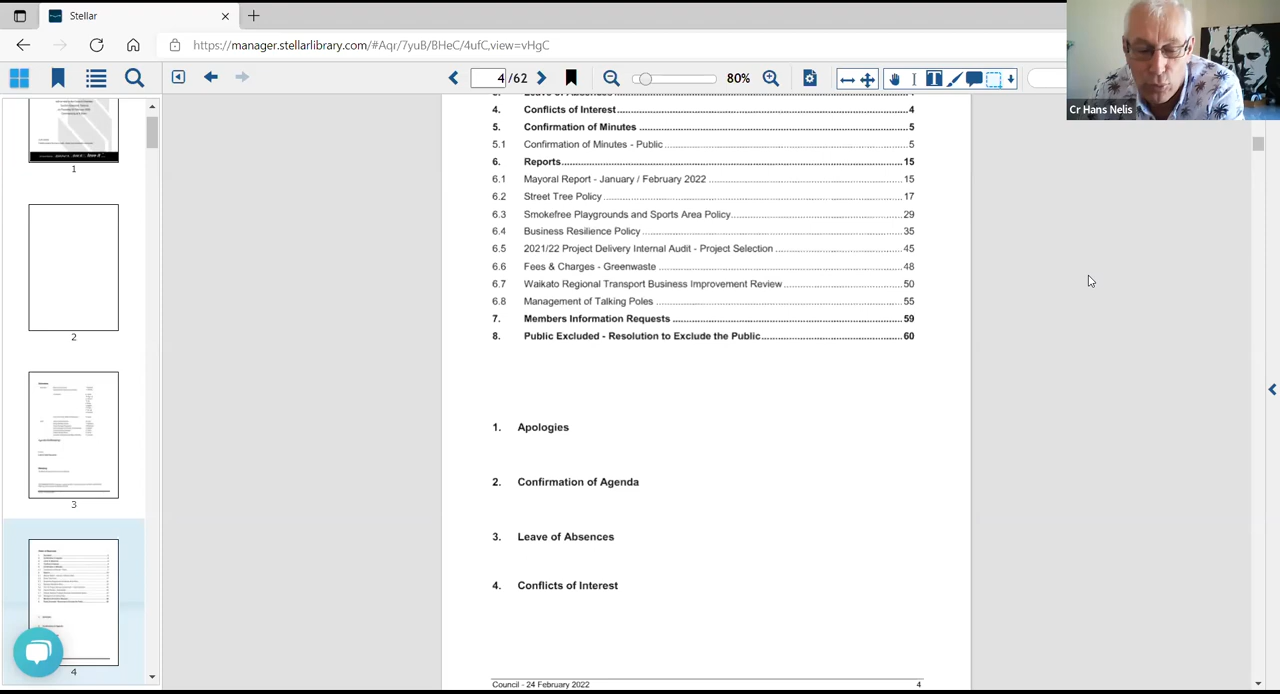 Stellar
https://manager.stellarlibrary.com/#Aqr/7yuB/BHeC/4ufC,view=vHgC
4 /62
80%
Cr Hans Nelis
4. Conflicts of Interest 4
5. Confirmation of Minutes 5
5.1 Confirmation of Minutes - Public 5
6. Reports 15
6.1 Mayoral Report - January / February 2022 15
6.2 Street Tree Policy 17
6.3 Smokefree Playgrounds and Sports Area Policy 29
6.4 Business Resilience Policy 35
6.5 2021/22 Project Delivery Internal Audit - Project Selection 45
6.6 Fees & Charges - Greenwaste 48
6.7 Waikato Regional Transport Business Improvement Review 50
6.8 Management of Talking Poles 55
7. Members Information Requests 59
8. Public Excluded - Resolution to Exclude the Public 60
1. Apologies
2. Confirmation of Agenda
3. Leave of Absences
4. Conflicts of Interest
Council - 24 February 2022 4
1
2
3
4